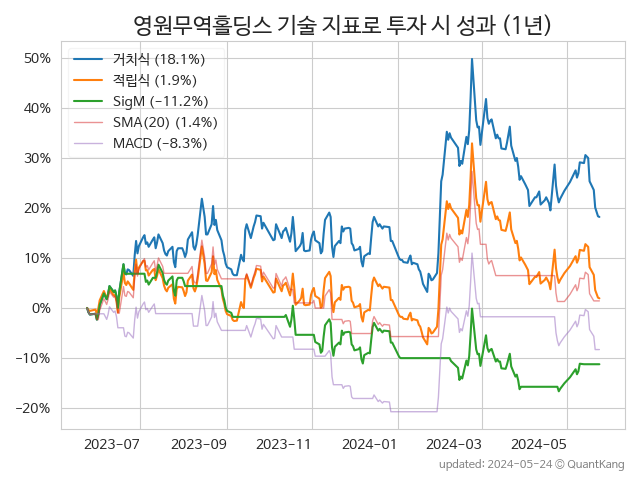 영원무역홀딩스 기술 지표로 투자 시 성과 (1년)
50%
40%
30%
20%
10%
0%
−10%
−20%
거치식 (18.1%)
적립식 (1.9%)
SigM (−11.2%)
SMA(20) (1.4%)
MACD (−8.3%)
2023-07 2023-09 2023-11 2024-01 2024-03 2024-05
updated: 2024-05-24 © QuantKang